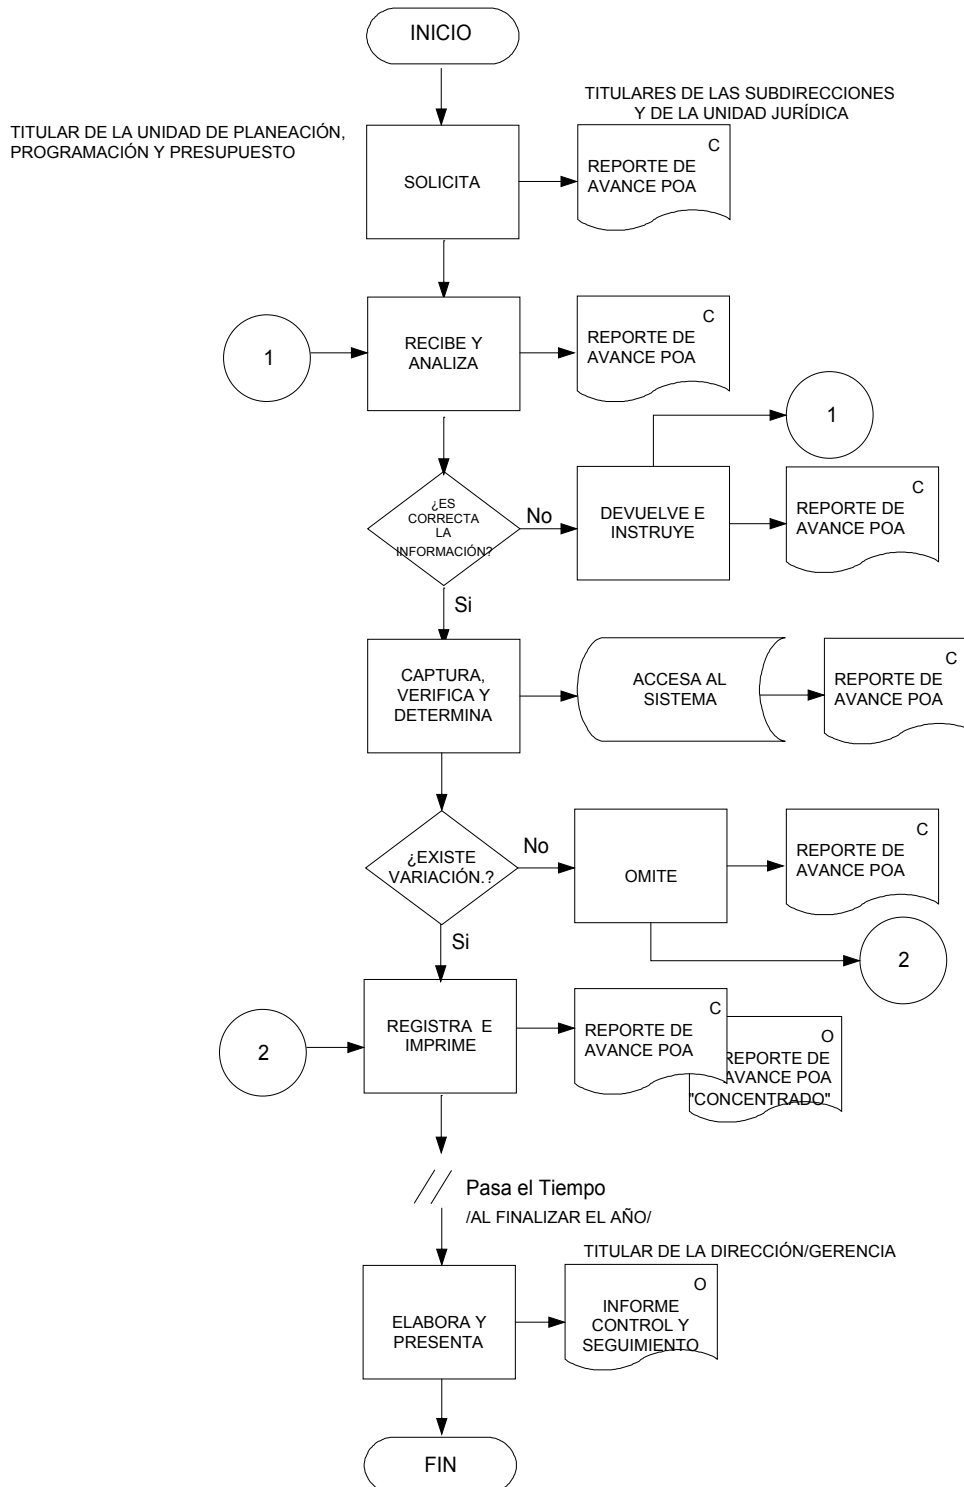 INICIO
TITULARES DE LAS SUBDIRECCIONES
Y DE LA UNIDAD JURÍDICA
TITULAR DE LA UNIDAD DE PLANEACIÓN,
PROGRAMACIÓN Y PRESUPUESTO
SOLICITA
C
REPORTE DE
AVANCE POA
1
RECIBE Y
ANALIZA
C
REPORTE DE
AVANCE POA
1
¿ES
CORRECTA
LA
INFORMACIÓN?
No
DEVUELVE E
INSTRUYE
C
REPORTE DE
AVANCE POA
Si
CAPTURA,
VERIFICA Y
DETERMINA
ACCESA AL
SISTEMA
C
REPORTE DE
AVANCE POA
¿EXISTE
VARIACIÓN.?
No
OMITE
C
REPORTE DE
AVANCE POA
Si
2
2
REGISTRA E
IMPRIME
C
REPORTE DE
AVANCE POA
O
REPORTE DE
AVANCE POA
"CONCENTRADO"
Pasa el Tiempo
/AL FINALIZAR EL AÑO/
TITULAR DE LA DIRECCIÓN/GERENCIA
ELABORA Y
PRESENTA
O
INFORME
CONTROL Y
SEGUIMIENTO
FIN